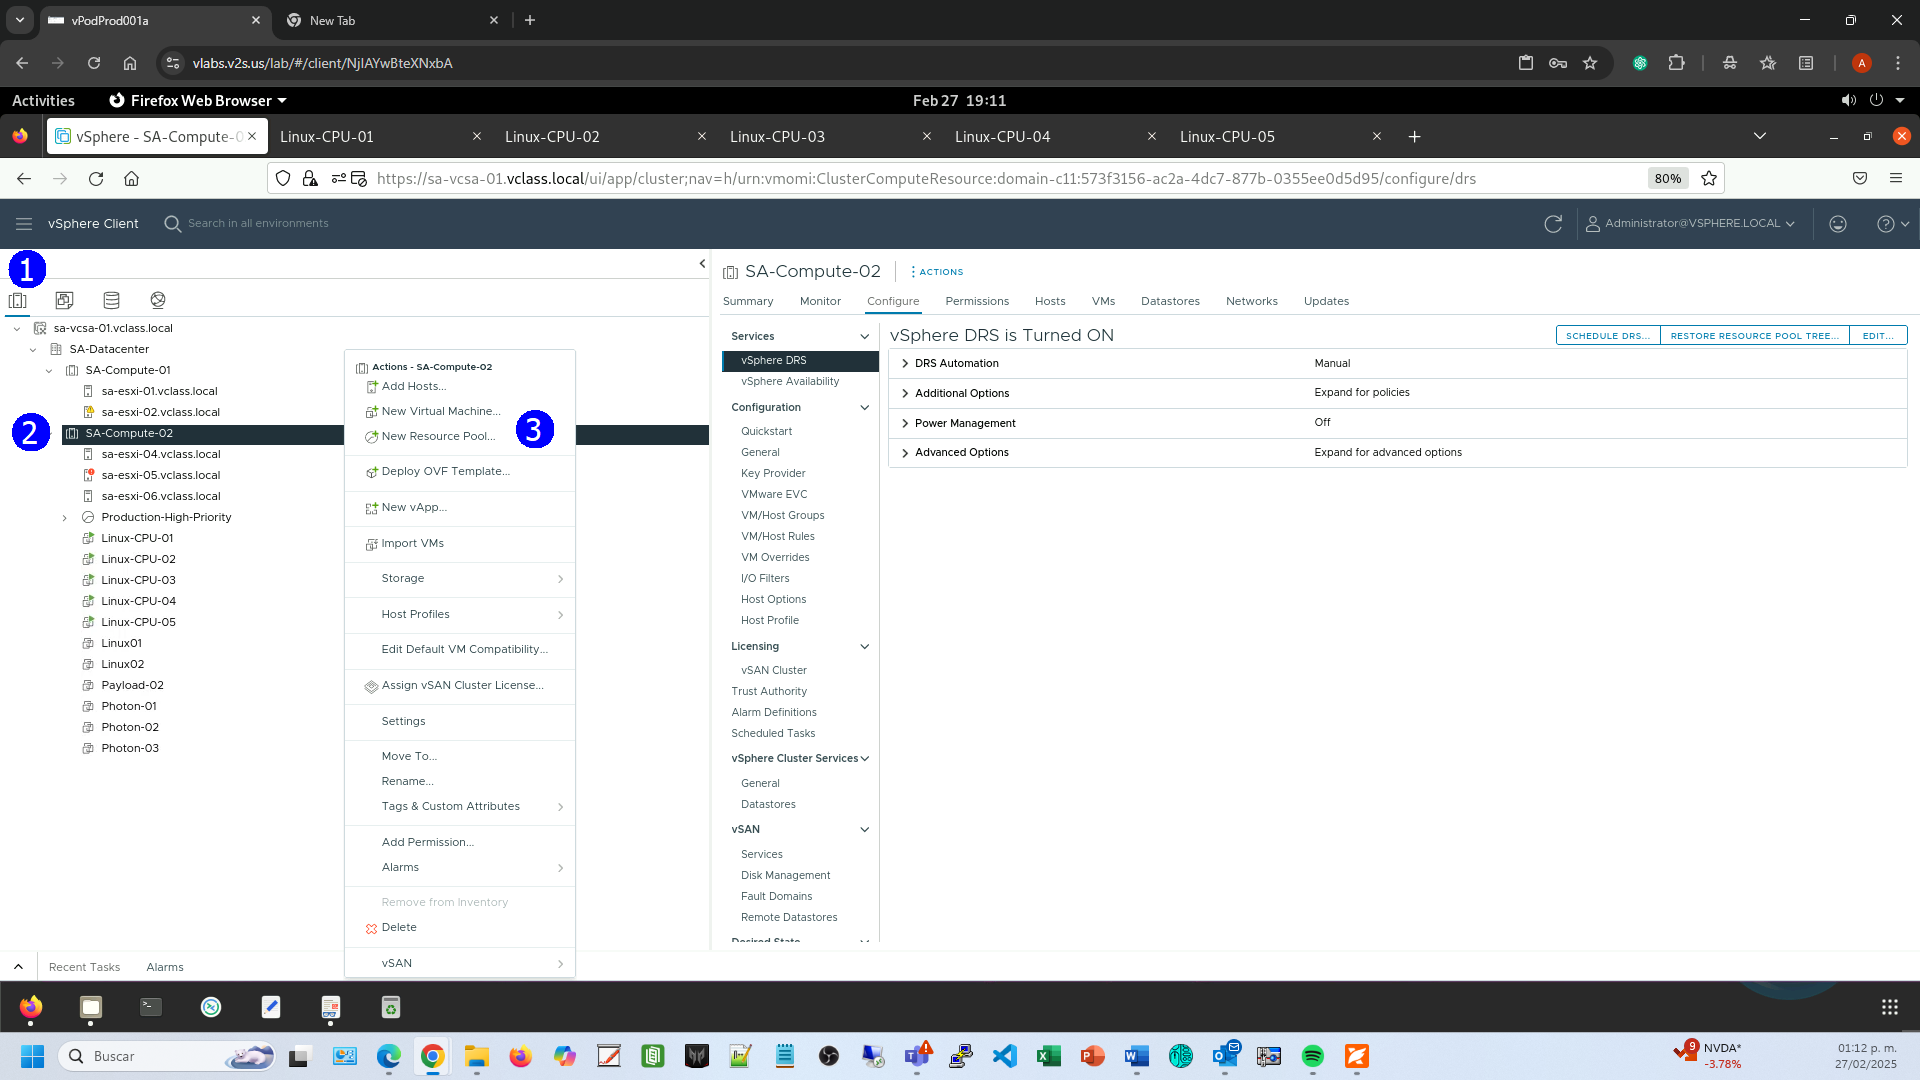 vPodProd001a
New Tab
vlabs.v2s.us/lab/#/client/NjIAYwBteXNxbA
A
Activities
Firefox Web Browser
Feb 27 19:11
vSphere - SA-Compute-0
Linux-CPU-01
Linux-CPU-02
Linux-CPU-03
Linux-CPU-04
Linux-CPU-05
https://sa-vcsa-01.vclass.local/ui/app/cluster;nav=h/urn:vmomi:ClusterComputeResource:domain-c11:573f3156-ac2a-4dc7-877b-0355ee0d5d95/configure/drs
80%
vSphere Client
Search in all environments
Administrator@VSPHERE.LOCAL
1
sa-vcsa-01.vclass.local
SA-Datacenter
SA-Compute-01
sa-esxi-01.vclass.local
sa-esxi-02.vclass.local
2
SA-Compute-02
sa-esxi-04.vclass.local
sa-esxi-05.vclass.local
sa-esxi-06.vclass.local
Production-High-Priority
Linux-CPU-01
Linux-CPU-02
Linux-CPU-03
Linux-CPU-04
Linux-CPU-05
Linux01
Linux02
Payload-02
Photon-01
Photon-02
Photon-03
Actions - SA-Compute-02
Add Hosts...
New Virtual Machine...
New Resource Pool...
3
Deploy OVF Template...
New vApp...
Import VMs
Storage
Host Profiles
Edit Default VM Compatibility...
Assign vSAN Cluster License...
Settings
Move To...
Rename...
Tags & Custom Attributes
Add Permission...
Alarms
Remove from Inventory
Delete
vSAN
SA-Compute-02
ACTIONS
Summary
Monitor
Configure
Permissions
Hosts
VMs
Datastores
Networks
Updates
Services
vSphere DRS
vSphere Availability
Configuration
Quickstart
General
Key Provider
VMware EVC
VM/Host Groups
VM/Host Rules
VM Overrides
I/O Filters
Host Options
Host Profile
Licensing
vSAN Cluster
Trust Authority
Alarm Definitions
Scheduled Tasks
vSphere Cluster Services
General
Datastores
vSAN
Services
Disk Management
Fault Domains
Remote Datastores
Desired State
vSphere DRS is Turned ON
SCHEDULE DRS...
RESTORE RESOURCE POOL TREE...
EDIT...
DRS Automation
Manual
Additional Options
Expand for policies
Power Management
Off
Advanced Options
Expand for advanced options
Recent Tasks
Alarms
Buscar
9
NVDA*
-3.78%
01:12 p. m.
27/02/2025